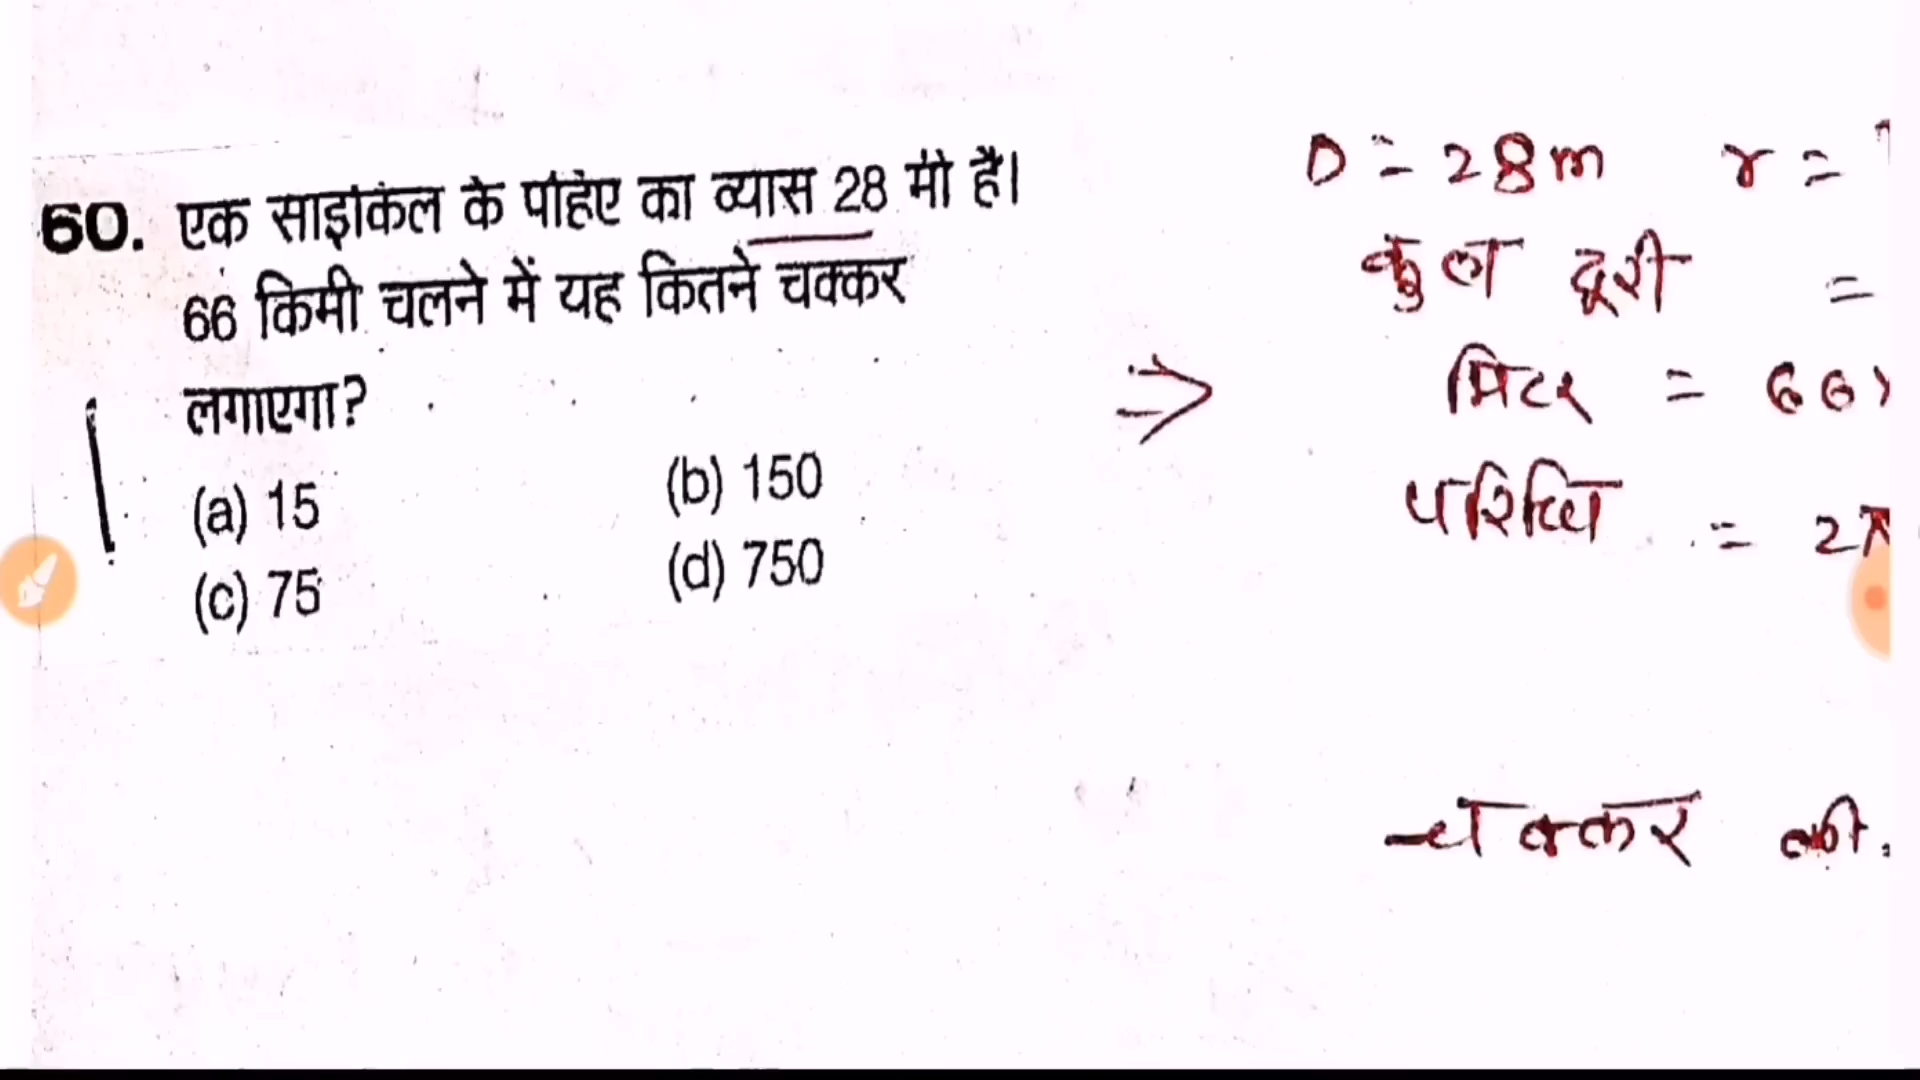 60. एक साइकिल के पहिए का व्यास 28 मी है।
66 किमी चलने में यह कितने चक्कर
लगाएगा?
(a) 15 (b) 150
(c) 75 (d) 750
D = 28m r =
कुल दूरी =
मिटर = 66
परिधि = 2π
चक्कर की